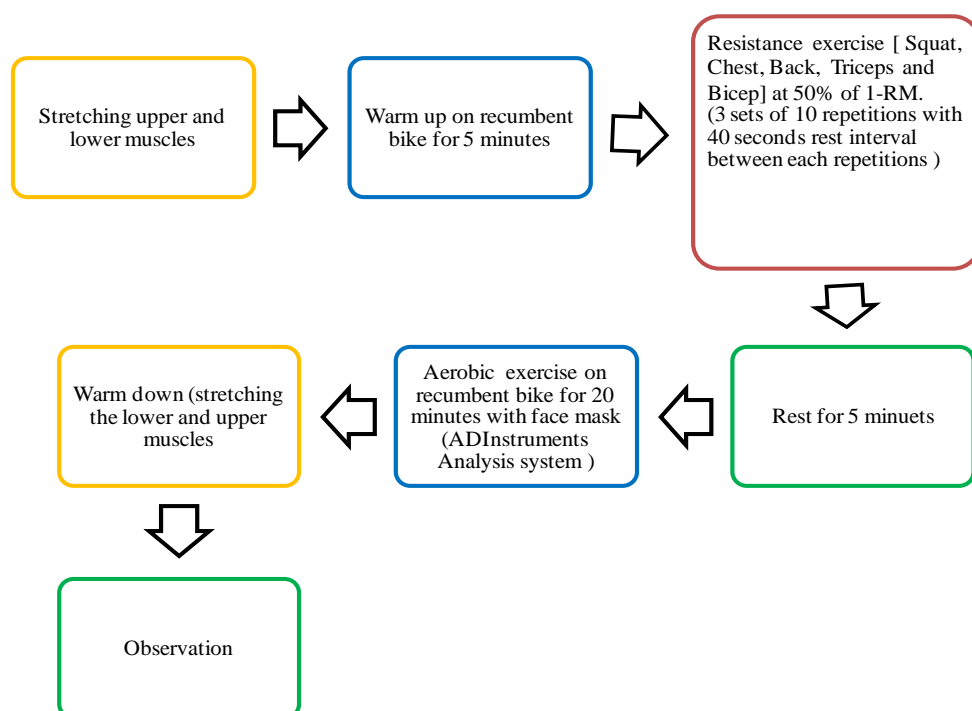 Stretching upper and
lower muscles
Warm up on recumbent
bike for 5 minutes
Resistance exercise [ Squat,
Chest, Back, Triceps and
Bicep] at 50% of 1-RM.
(3 sets of 10 repetitions with
40 seconds rest interval
between each repetitions )
Rest for 5 minuets
Aerobic exercise on
recumbent bike for 20
minutes with face mask
(ADInstruments
Analysis system )
Warm down (stretching
the lower and upper
muscles
Observation